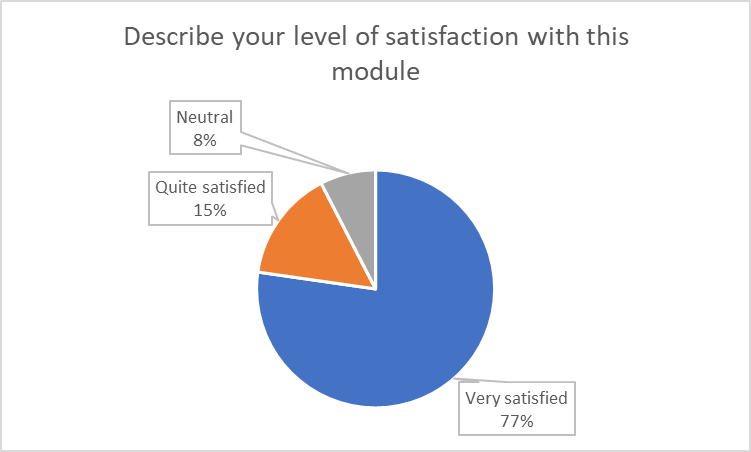 Describe your level of satisfaction with this
module
Neutral
8%
Quite satisfied
15%
Very satisfied
77%